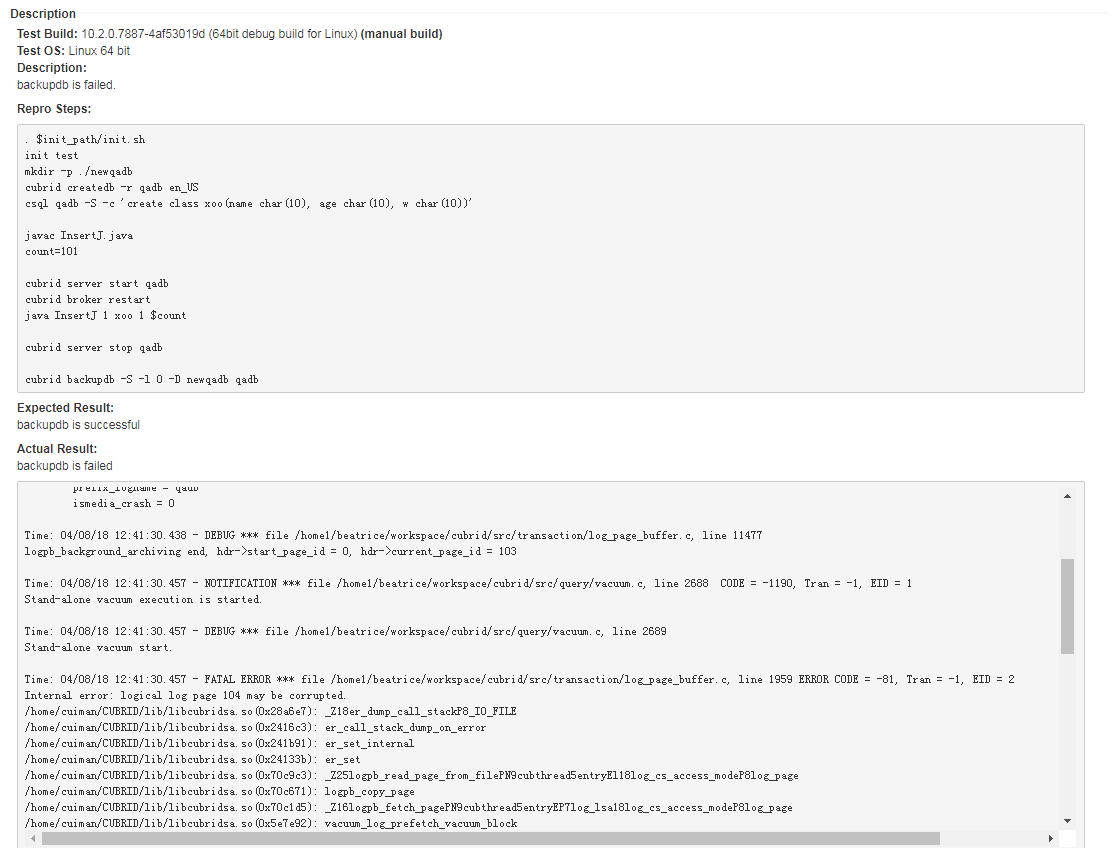 Description
Test Build: 10.2.0.7887-4af53019d (64bit debug build for Linux) (manual build)
Test OS: Linux 64 bit
Description:
backupdb is failed.
Repro Steps:
. $init_path/init.sh
init test
mkdir -p ./newqadb
cubrid createdb -r qadb en_US
csql qadb -S -c 'create class xoo(name char(10), age char(10), w char(10))'
javac InsertJ.java
count=101
cubrid server start qadb
cubrid broker restart
java InsertJ 1 xoo 1 $count
cubrid server stop qadb
cubrid backupdb -S -l 0 -D newqadb qadb
Expected Result:
backupdb is successful
Actual Result:
backupdb is failed
prefix_logname = qadb
ismedia_crash = 0
Time: 04/08/18 12:41:30.438 - DEBUG *** file /home1/beatrice/workspace/cubrid/src/transaction/log_page_buffer.c, line 11477
logpb_background_archiving end, hdr->start_page_id = 0, hdr->current_page_id = 103
Time: 04/08/18 12:41:30.457 - NOTIFICATION *** file /home1/beatrice/workspace/cubrid/src/query/vacuum.c, line 2688  CODE = -1190, Tran = -1, EID = 1
Stand-alone vacuum execution is started.
Time: 04/08/18 12:41:30.457 - DEBUG *** file /home1/beatrice/workspace/cubrid/src/query/vacuum.c, line 2689
Stand-alone vacuum start.
Time: 04/08/18 12:41:30.457 - FATAL ERROR *** file /home1/beatrice/workspace/cubrid/src/transaction/log_page_buffer.c, line 1959 ERROR CODE = -81, Tran = -1, EID = 2
Internal error: logical log page 104 may be corrupted.
/home/cuiman/CUBRID/lib/libcubridsa.so(0x28a6e7): _Z18er_dump_call_stackP8_IO_FILE
/home/cuiman/CUBRID/lib/libcubridsa.so(0x2416c3): er_call_stack_dump_on_error
/home/cuiman/CUBRID/lib/libcubridsa.so(0x241b91): er_set_internal
/home/cuiman/CUBRID/lib/libcubridsa.so(0x24133b): er_set
/home/cuiman/CUBRID/lib/libcubridsa.so(0x70c9c3): _Z25logpb_read_page_from_filePN9cubthread5entryEl18log_cs_access_modeP8log_page
/home/cuiman/CUBRID/lib/libcubridsa.so(0x70c671): logpb_copy_page
/home/cuiman/CUBRID/lib/libcubridsa.so(0x70c1d5): _Z16logpb_fetch_pagePN9cubthread5entryEP7log_lsa18log_cs_access_modeP8log_page
/home/cuiman/CUBRID/lib/libcubridsa.so(0x5e7e92): vacuum_log_prefetch_vacuum_block